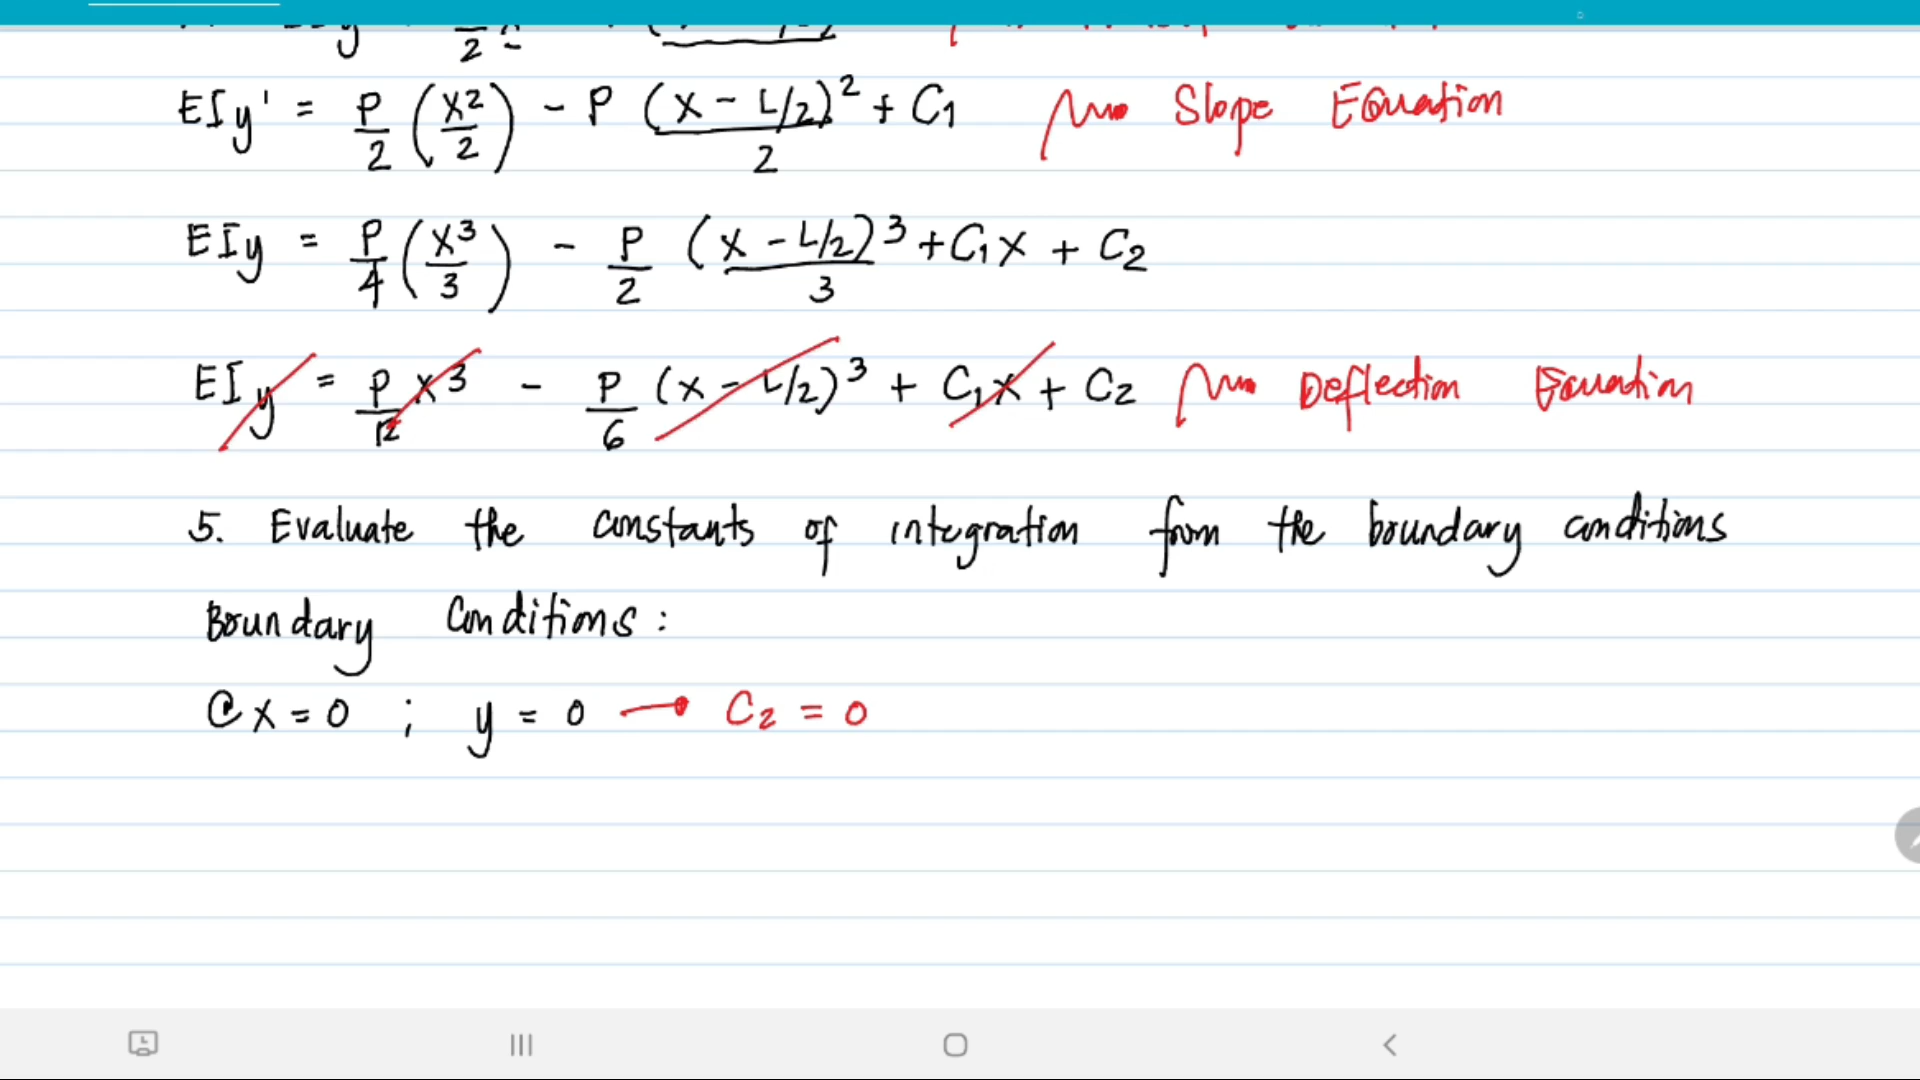 EIy' = P/2 (x²/2) - P (x - L/2)²/2 + C₁ Slope Equation
EIy = P/4 (x³/3) - P/2 (x - L/2)³/3 + C₁x + C₂
EIy = P/12 x³ - P/6 (x - L/2)³ + C₁x + C₂ Deflection Equation
5. Evaluate the constants of integration from the boundary conditions
Boundary Conditions:
@ x = 0 ; y = 0 → C₂ = 0